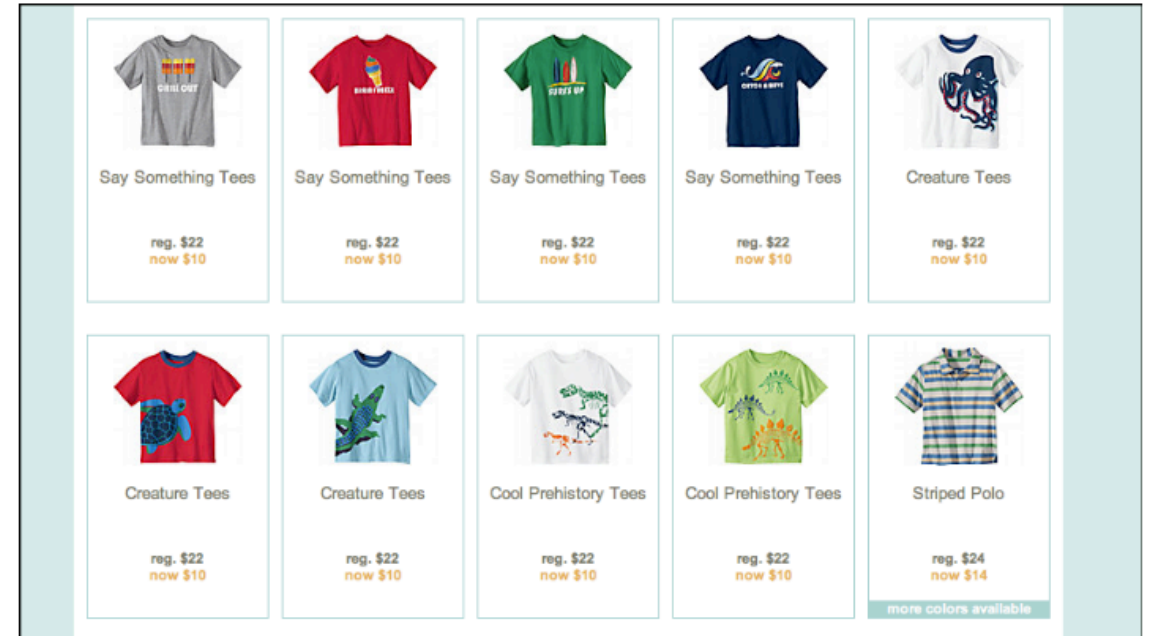 CHILL OUT
SURF'S UP
CATCH A WAVE
Say Something Tees
Say Something Tees
Say Something Tees
Say Something Tees
Creature Tees
reg. $22
now $10
reg. $22
now $10
reg. $22
now $10
reg. $22
now $10
reg. $22
now $10
Creature Tees
Creature Tees
Cool Prehistory Tees
Cool Prehistory Tees
Striped Polo
reg. $22
now $10
reg. $22
now $10
reg. $22
now $10
reg. $22
now $10
reg. $24
now $14
more colors available